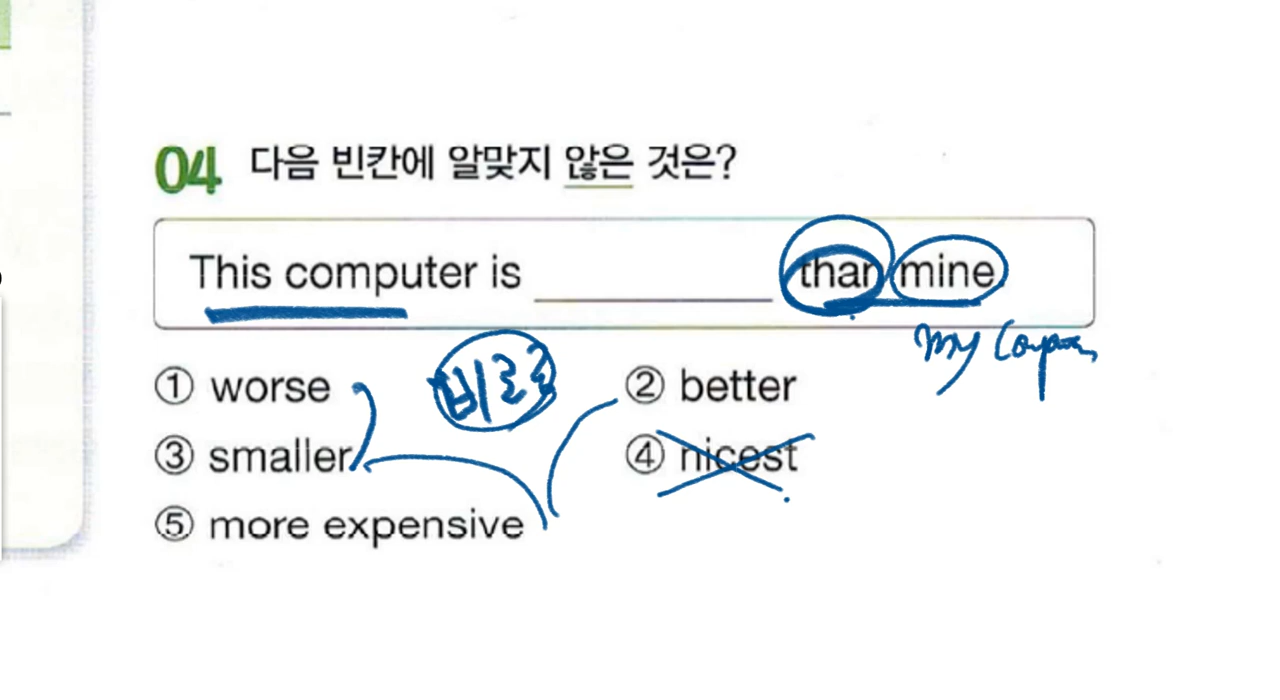 04 다음 빈칸에 알맞지 않은 것은?
This computer is __________ than mine.
my
비교급
① worse ② better
③ smaller ④ nicest
⑤ more expensive